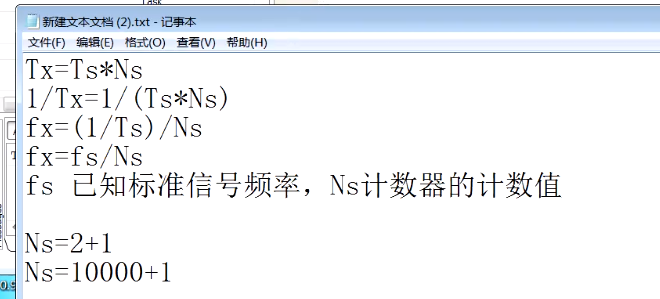 新建文本文档 (2).txt - 记事本
文件(F) 编辑(E) 格式(O) 查看(V) 帮助(H)
Tx=Ts*Ns
1/Tx=1/(Ts*Ns)
fx=(1/Ts)/Ns
fx=fs/Ns
fs 已知标准信号频率，Ns计数器的计数值
Ns=2+1
Ns=10000+1